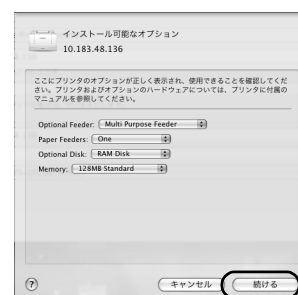 インストール可能なオプション
10.183.48.136
ここにプリンタのオプションが正しく表示され、使用できることを確認してくだ
さい。プリンタおよびオプションのハードウェアについては、プリンタに付属の
マニュアルを参照してください。
Optional Feeder: Multi Purpose Feeder
Paper Feeders: One
Optional Disk: RAM Disk
Memory: 128MB Standard
? キャンセル 続ける